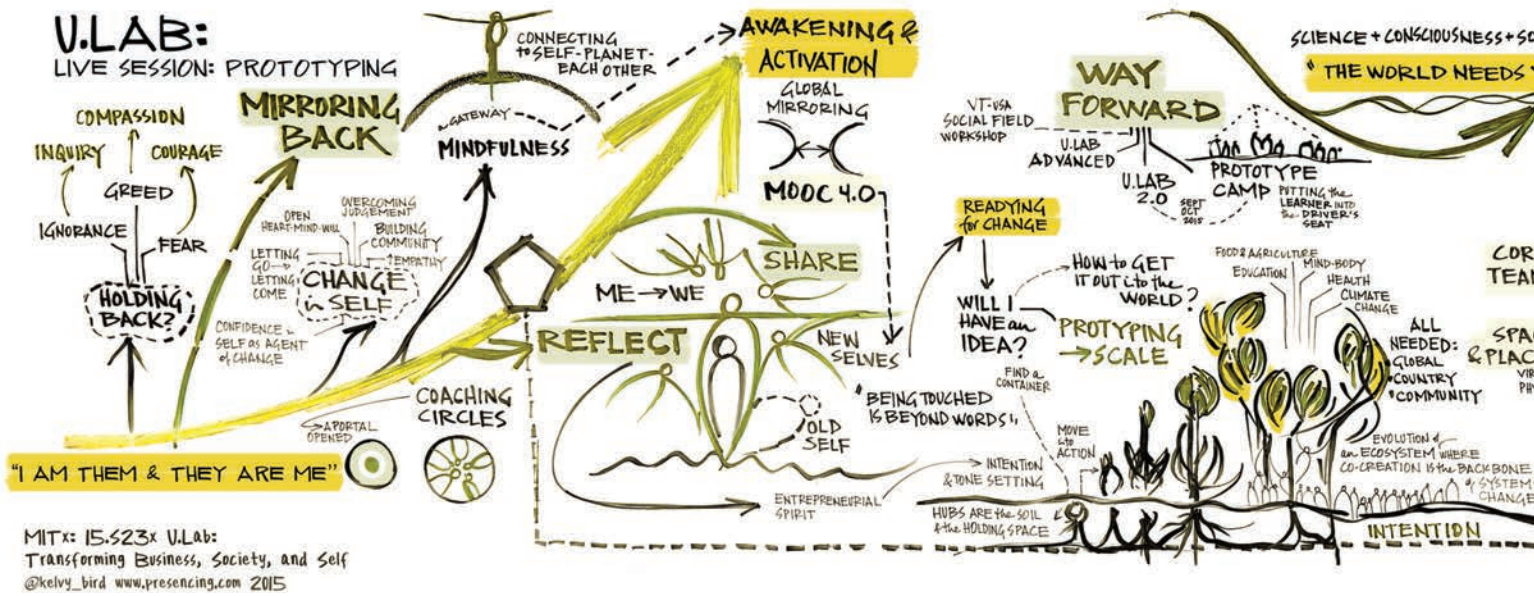 U.LAB:
LIVE SESSION: PROTOTYPING
MIRRORING
BACK
COMPASSION
INQUIRY
COURAGE
GREED
IGNORANCE
FEAR
HOLDING
BACK?
OPEN
HEART-MIND-WILL
OVERCOMING
JUDGEMENT
BUILDING
COMMUNITY
↑EMPATHY
LETTING
GO→
LETTING
COME
CHANGE
in SELF
CONFIDENCE in
SELF AS AGENT
of CHANGE
CONNECTING
to SELF-PLANET-
EACH OTHER
GATEWAY
MINDFULNESS
AWAKENING &
ACTIVATION
GLOBAL
MIRRORING
MOOC 4.0
SHARE
ME → WE
REFLECT
NEW
SELVES
OLD
SELF
"BEING TOUCHED
IS BEYOND WORDS"
COACHING
CIRCLES
→A PORTAL
OPENED
"I AM THEM & THEY ARE ME"
ENTREPRENEURIAL
SPIRIT
→INTENTION
& TONE SETTING
READYING
for CHANGE
WILL I
HAVE an
IDEA?
HOW to GET
IT OUT into the
WORLD?
PROTYPING
→SCALE
FIND a
CONTAINER
MOVE
to
ACTION
HUBS ARE the SOIL
& the HOLDING SPACE
WAY
FORWARD
VT-USA
SOCIAL FIELD
WORKSHOP
U.LAB
ADVANCED
U.LAB
2.0
SEPT
OCT
2015
PROTOTYPE
CAMP
PUTTING the
LEARNER INTO
the DRIVER'S
SEAT
SCIENCE + CONSCIOUSNESS + SO
"THE WORLD NEEDS
FOOD & AGRICULTURE
EDUCATION
MIND-BODY
HEALTH
CLIMATE
CHANGE
ALL
NEEDED:
•GLOBAL
•COUNTRY
•COMMUNITY
COR
TEA
SPA
& PLAC
VIR
PHY
EVOLUTION of
an ECOSYSTEM WHERE
CO-CREATION IS the BACKBONE
of SYSTEM
CHANGE
INTENTION
MITx: 15.S23x U.Lab:
Transforming Business, Society, and Self
@kelvy_bird www.presencing.com 2015